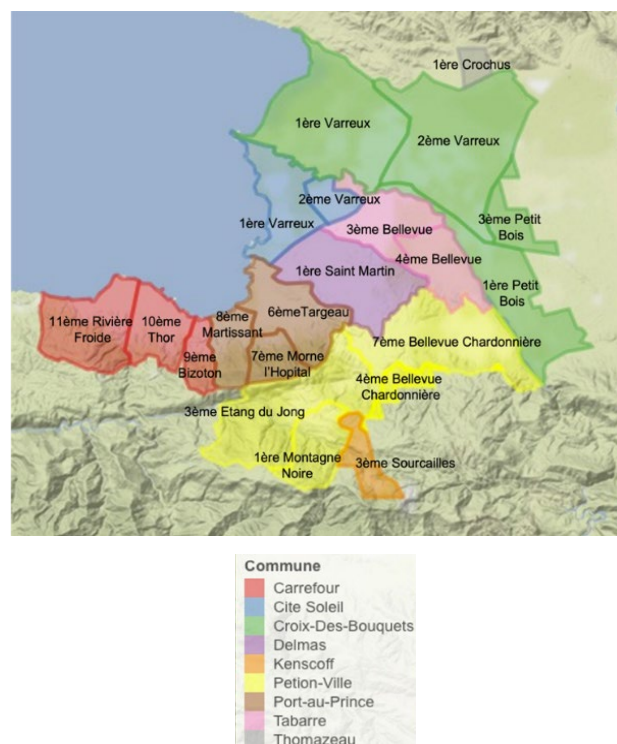 1ère Crochus
1ère Varreux
2ème Varreux
2ème Varreux
3ème Petit
Bois
1ère Varreux
3ème Bellevue
4ème Bellevue
1ère Saint Martin
1ère Petit
Bois
8ème
Martissant
6èmeTargeau
11ème Rivière
Froide
10ème
Thor
9ème
Bizoton
7ème Morne
l'Hopital
7ème Bellevue Chardonnière
4ème Bellevue
Chardonnière
3ème Etang du Jong
1ère Montagne
Noire
3ème Sourcailles
Commune
Carrefour
Cite Soleil
Croix-Des-Bouquets
Delmas
Kenscoff
Petion-Ville
Port-au-Prince
Tabarre
Thomazeau